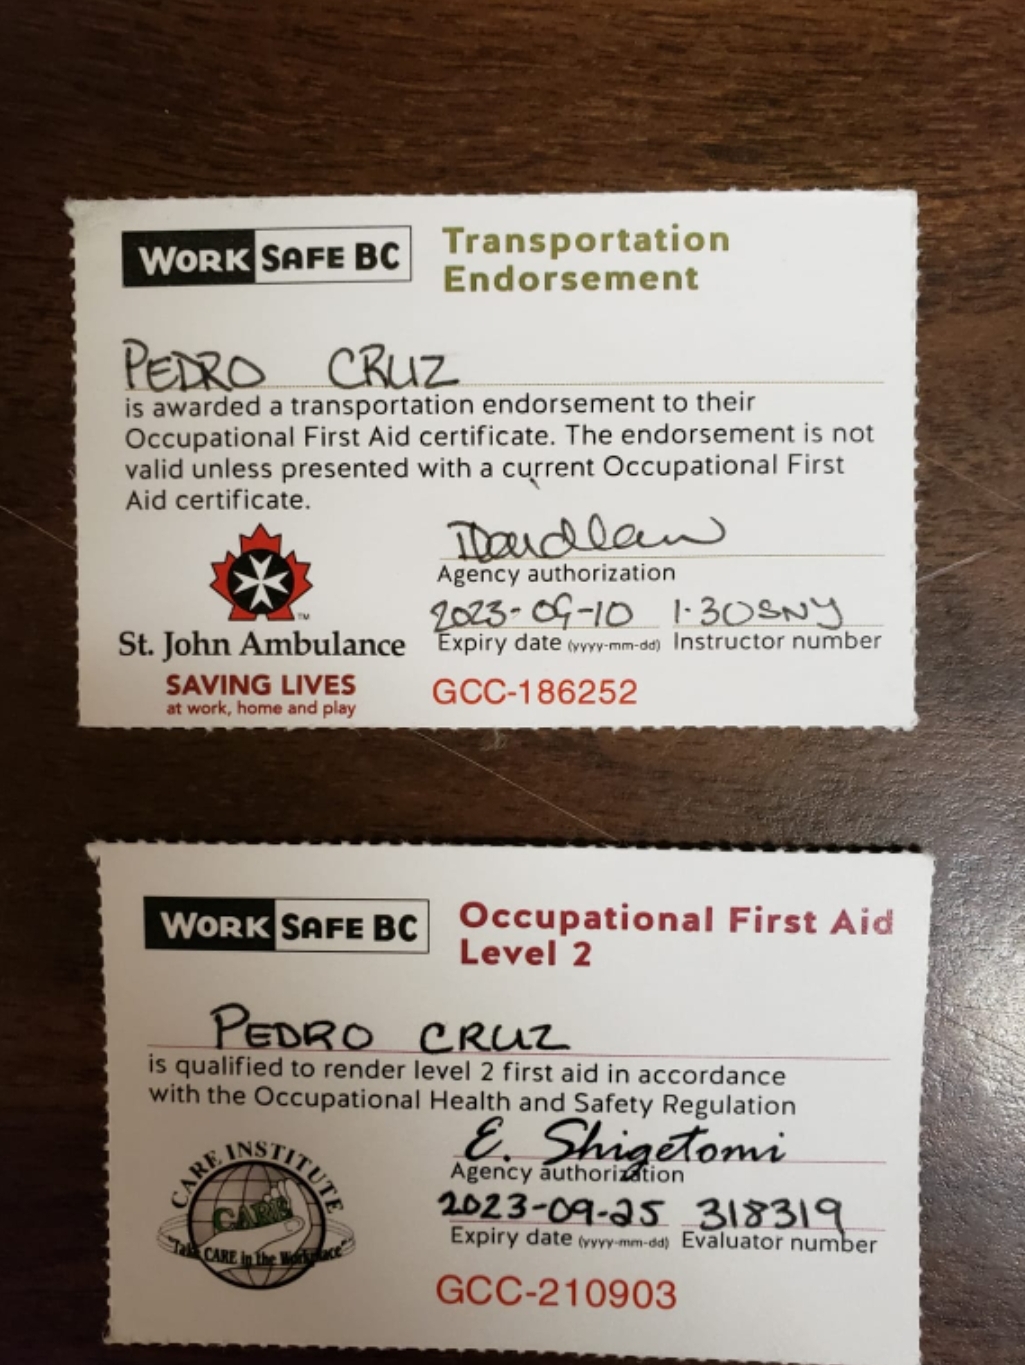 WORK SAFE BC
Transportation
Endorsement
PEDRO CRUZ
is awarded a transportation endorsement to their
Occupational First Aid certificate. The endorsement is not
valid unless presented with a current Occupational First
Aid certificate.
Agency authorization
2023-09-10 1-30SNY
Expiry date (yyyy-mm-dd) Instructor number
St. John Ambulance
TM
SAVING LIVES
at work, home and play
GCC-186252
WORK SAFE BC
Occupational First Aid
Level 2
PEDRO CRUZ
is qualified to render level 2 first aid in accordance
with the Occupational Health and Safety Regulation
E. Shigetomi
Agency authorization
2023-09-25 318319
Expiry date (yyyy-mm-dd) Evaluator number
CARE INSTITUTE
CARE
"Take CARE in the Workplace"
GCC-210903